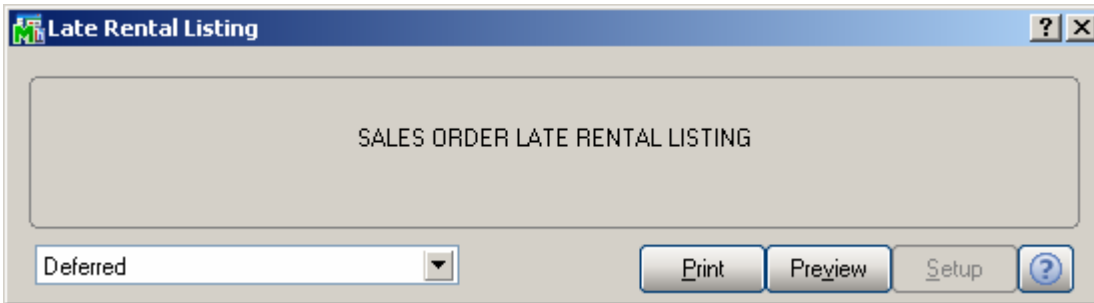 Late Rental Listing
SALES ORDER LATE RENTAL LISTING
Deferred Print Preview Setup